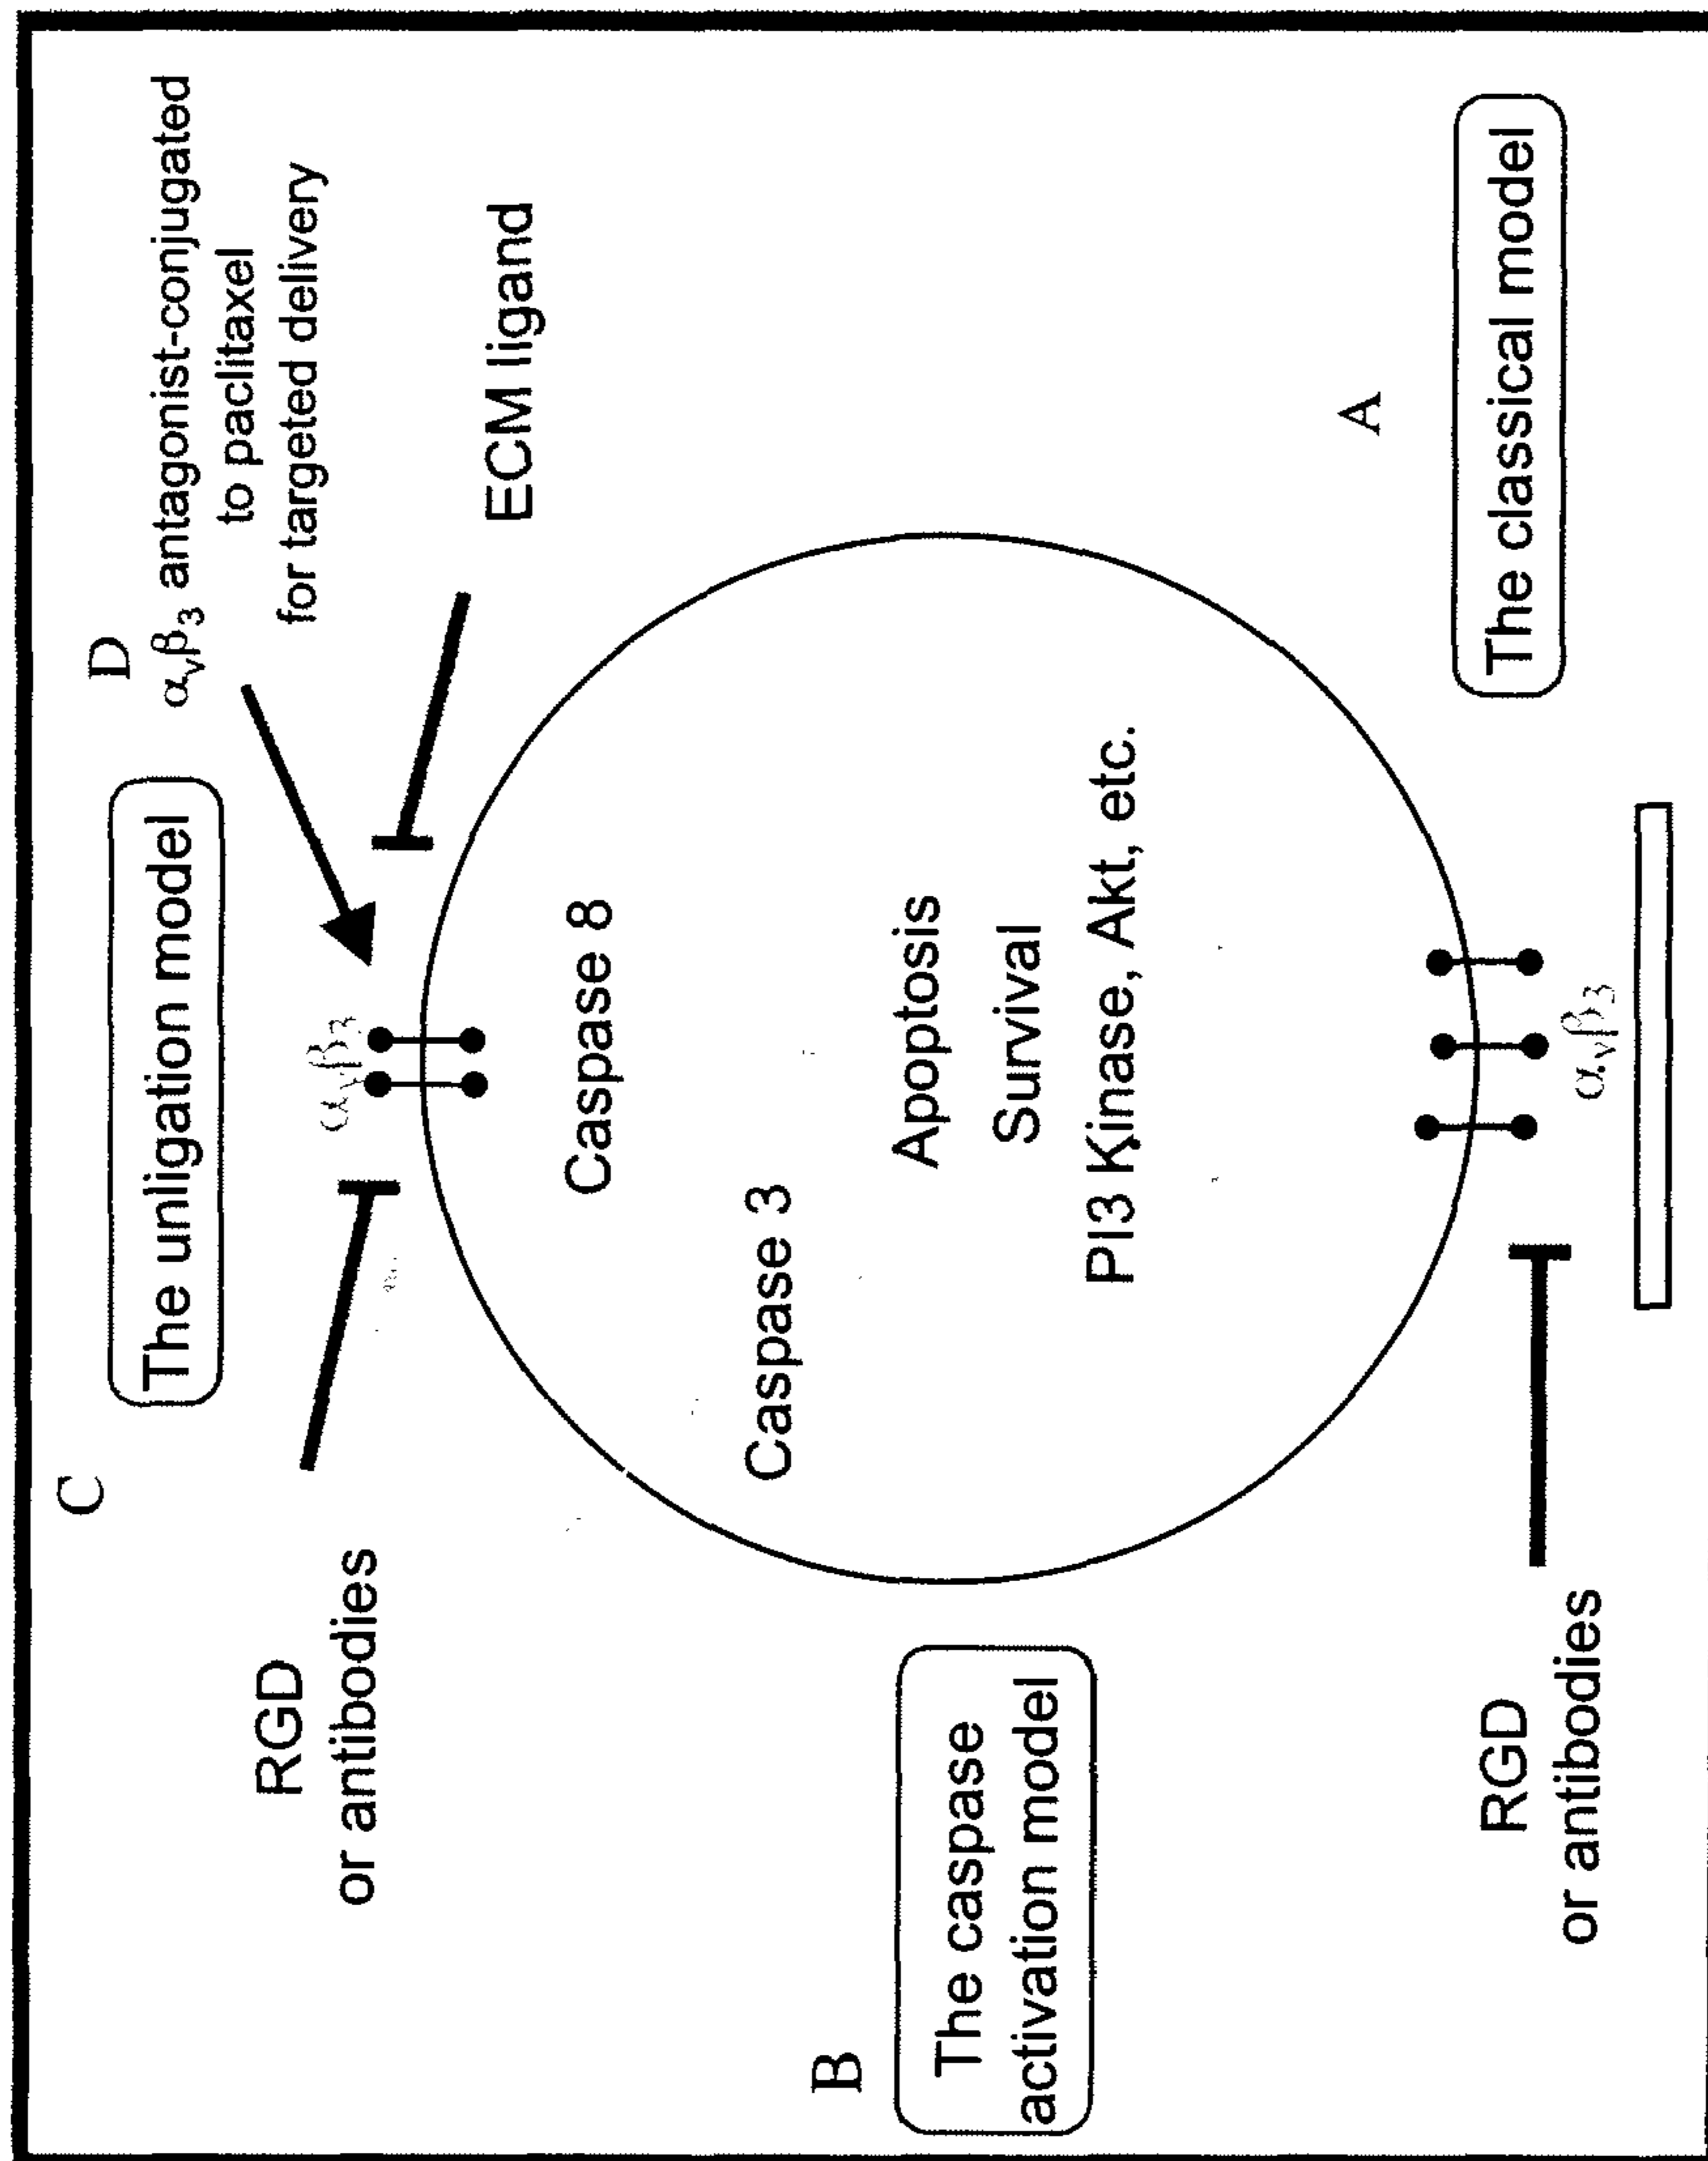 C
The unligation model
D
αvβ3 antagonist-conjugated
to paclitaxel
for targeted delivery
RGD
or antibodies
αvβ3
ECM ligand
Caspase 8
Caspase 3
Apoptosis
Survival
PI3 Kinase, Akt, etc.
B
The caspase
activation model
A
The classical model
RGD
or antibodies
αvβ3